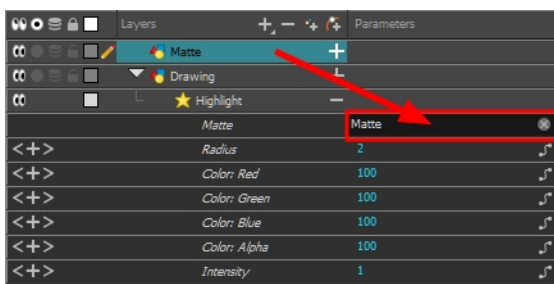 Layers Parameters
Matte
Drawing
Highlight
Matte Matte
Radius 2
Color: Red 100
Color: Green 100
Color: Blue 100
Color: Alpha 100
Intensity 1